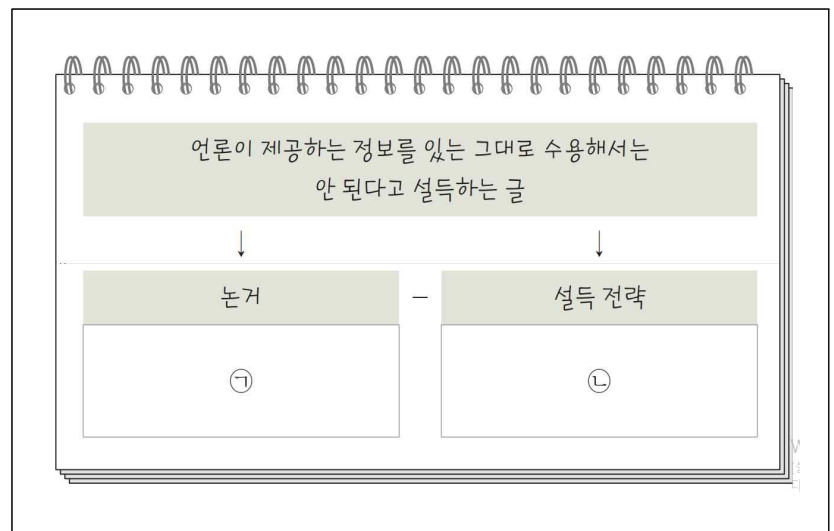 언론이 제공하는 정보를 있는 그대로 수용해서는
안 된다고 설득하는 글
↓ ↓
논거 – 설득 전략
㉠ ㉡